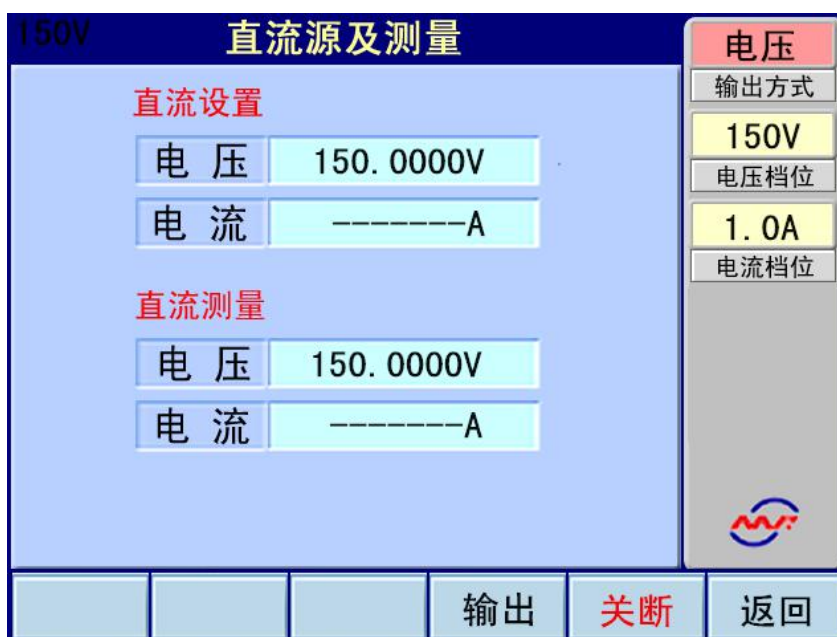 150V
直流源及测量
直流设置
电 压 150.0000V
电 流 -------A
直流测量
电 压 150.0000V
电 流 -------A
电压
输出方式
150V
电压档位
1.0A
电流档位
输出 关断 返回